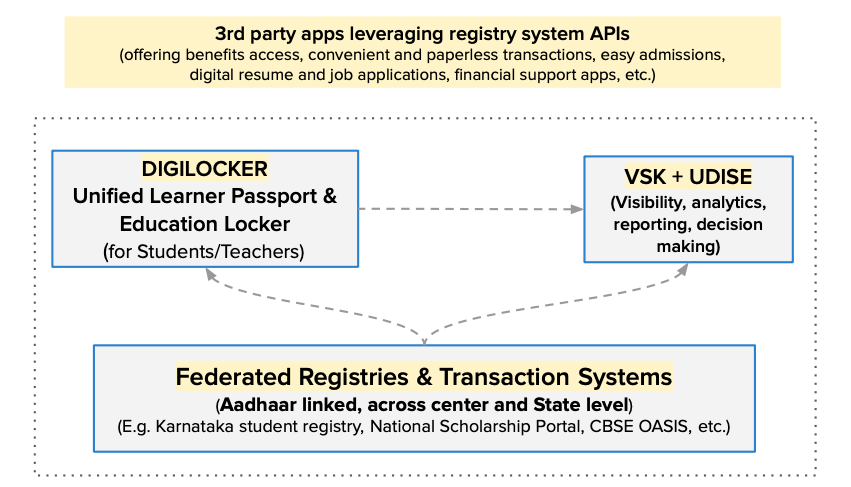 3rd party apps leveraging registry system APIs
(offering benefits access, convenient and paperless transactions, easy admissions,
digital resume and job applications, financial support apps, etc.)
DIGILOCKER
Unified Learner Passport &
Education Locker
(for Students/Teachers)
VSK + UDISE
(Visibility, analytics,
reporting, decision
making)
Federated Registries & Transaction Systems
(Aadhaar linked, across center and State level)
(E.g. Karnataka student registry, National Scholarship Portal, CBSE OASIS, etc.)